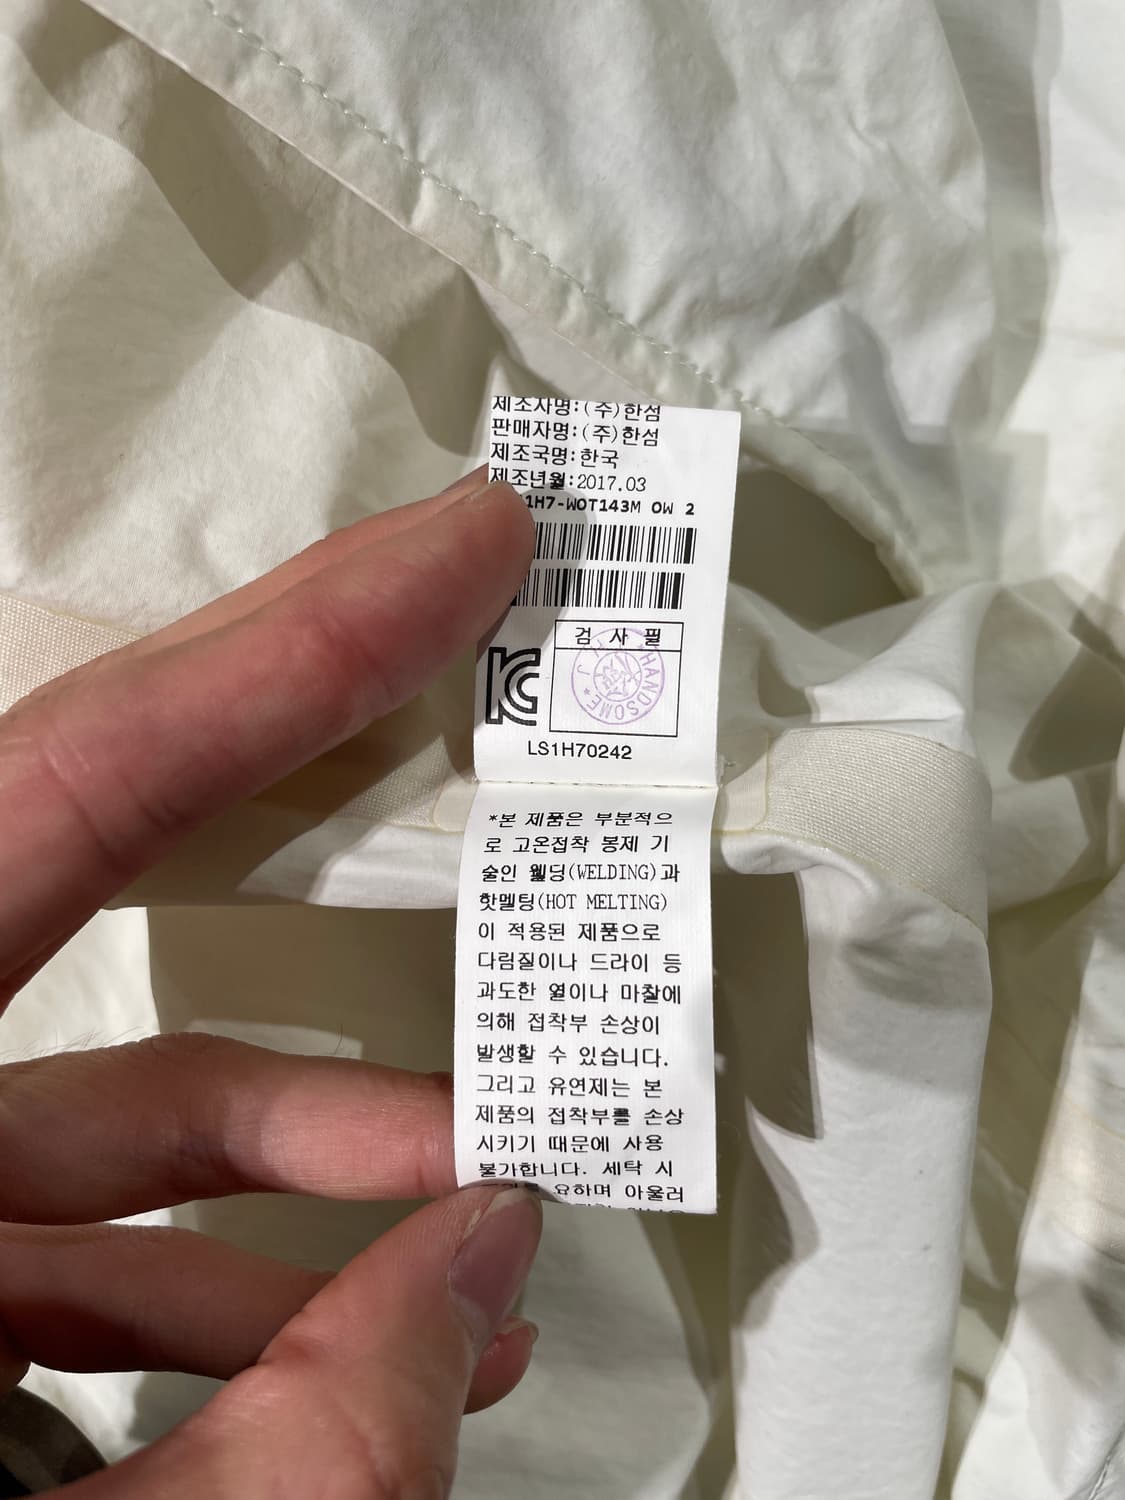 제조자명:(주)한섬
판매자명:(주)한섬
제조국명:한국
제조년월:2017.03
1H7-WOT143M OW 2
검 사 필
HANDSOME
LS1H70242
*본 제품은 부분적으
로 고온접착 봉제 기
술인 웰딩(WELDING)과
핫멜팅(HOT MELTING)
이 적용된 제품으로
다림질이나 드라이 등
과도한 열이나 마찰에
의해 접착부 손상이
발생할 수 있습니다.
그리고 유연제는 본
제품의 접착부를 손상
시키기 때문에 사용
불가합니다. 세탁 시
요하며 아울러